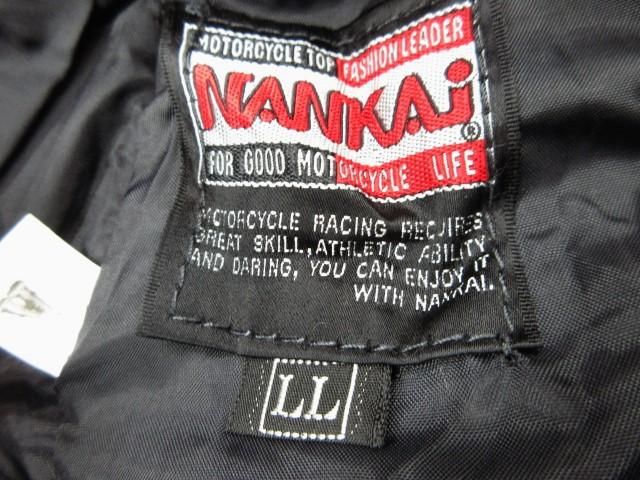 MOTORCYCLE TOP FASHION LEADER
NANKAi®
FOR GOOD MOTORCYCLE LIFE
MOTORCYCLE RACING REQUIRES
GREAT SKILL, ATHLETIC ABILITY
AND DARING, YOU CAN ENJOY IT
WITH NANKAI.
LL